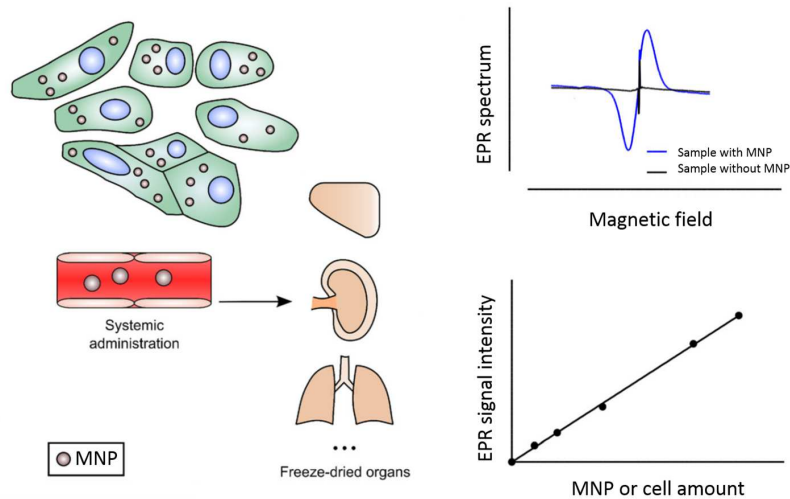 EPR spectrum
Sample with MNP
Sample without MNP
Magnetic field
Systemic
administration
MNP
Freeze-dried organs
EPR signal intensity
MNP or cell amount